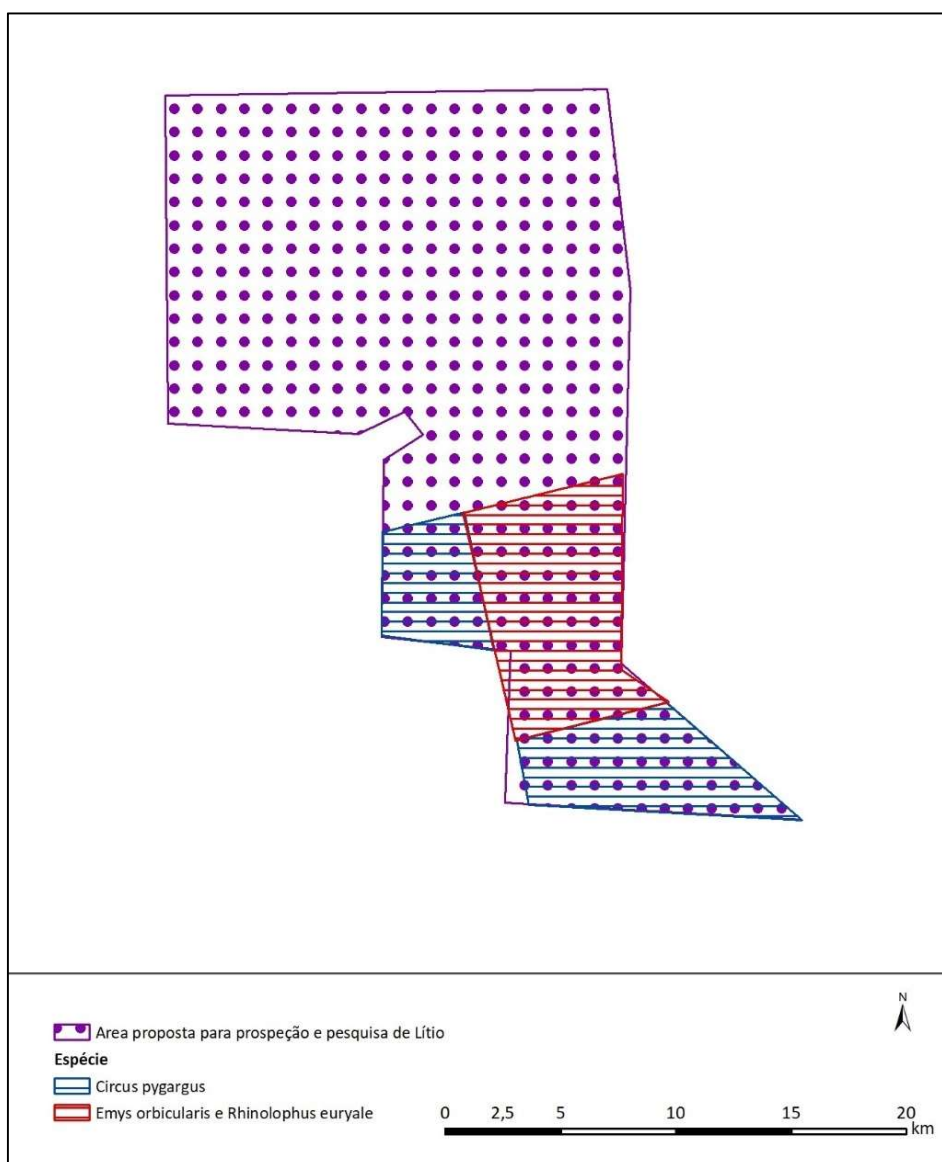 N
Area proposta para prospeção e pesquisa de Lítio
Espécie
Circus pygargus
Emys orbicularis e Rhinolophus euryale
0 2,5 5 10 15 20
km